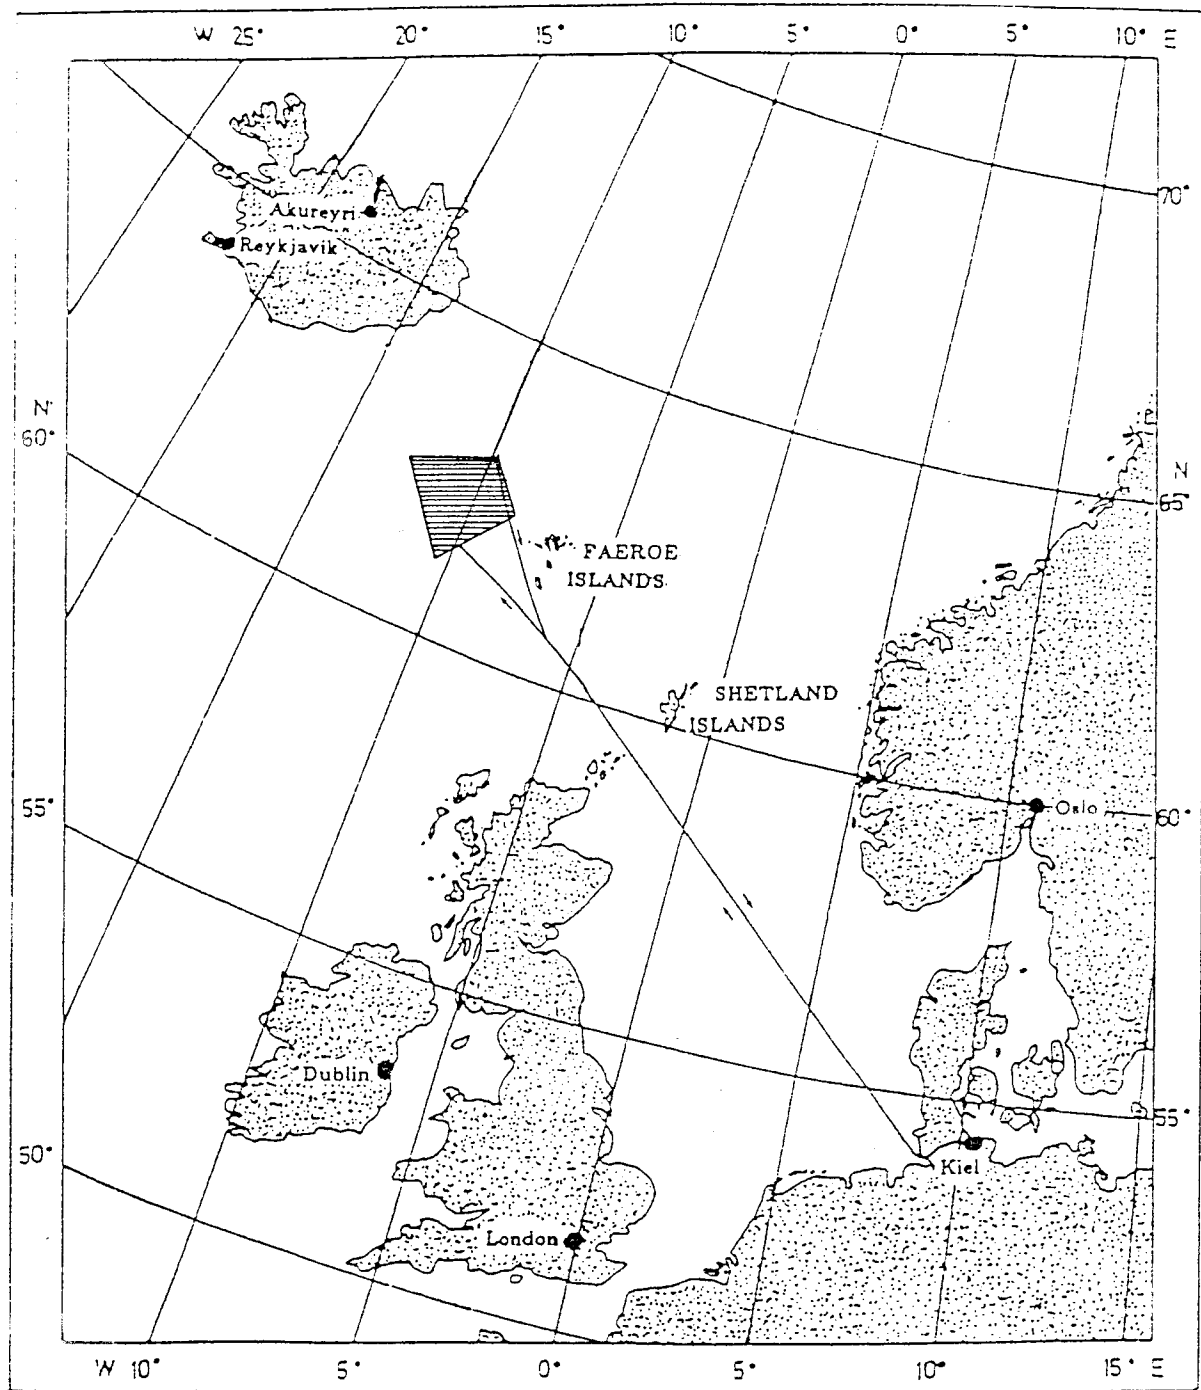 W 25° 20° 15° 10° 5° 0° 5° 10° E
70°
Akureyri
Reykjavik
N
60°
N
65°
FAEROE
ISLANDS
SHETLAND
ISLANDS
55°
Oslo
60°
Dublin
55°
50°
Kiel
London
W 10° 5° 0° 5° 10° 15° E